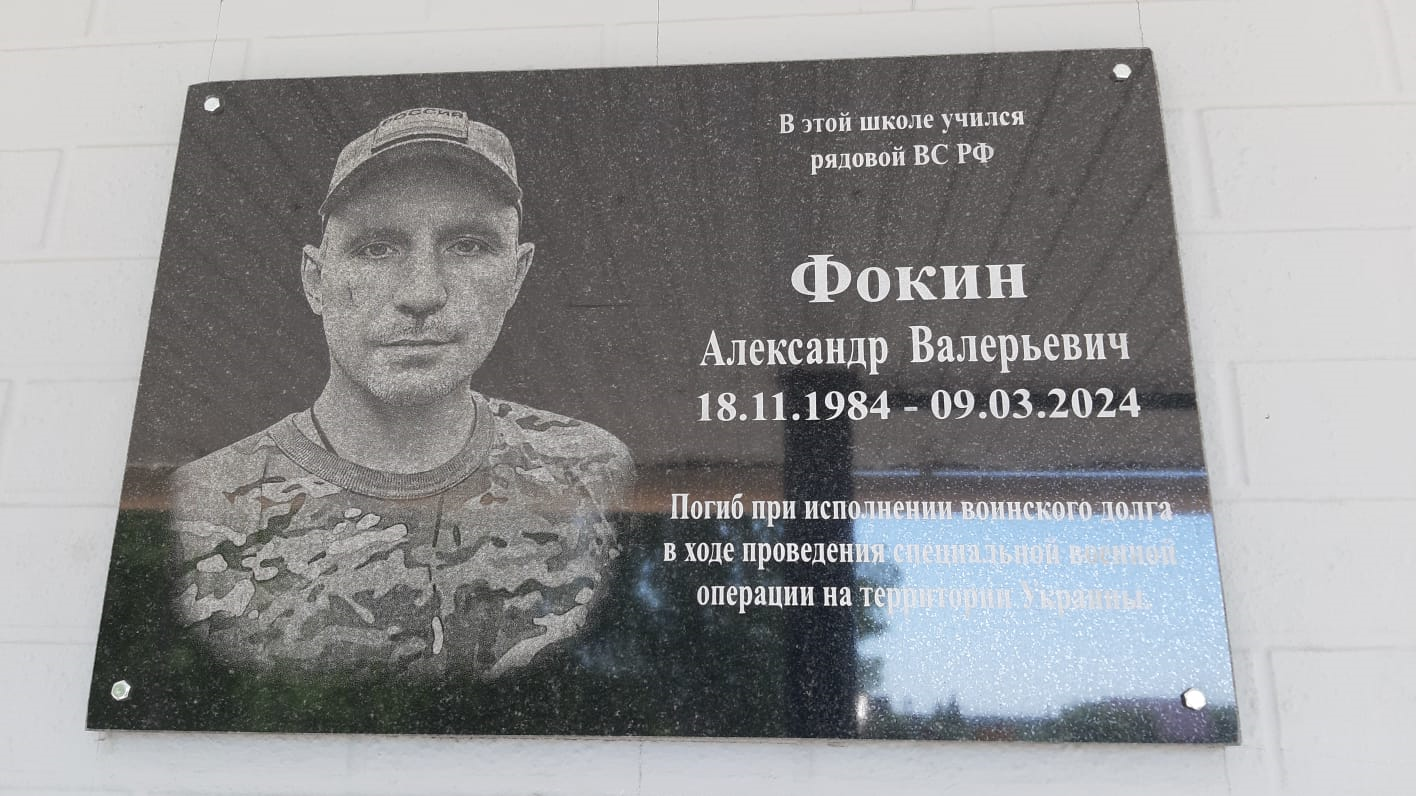 РОССИЯ
В этой школе учился
рядовой ВС РФ
Фокин
Александр Валерьевич
18.11.1984 - 09.03.2024
Погиб при исполнении воинского долга
в ходе проведения специальной военной
операции на территории Украины.